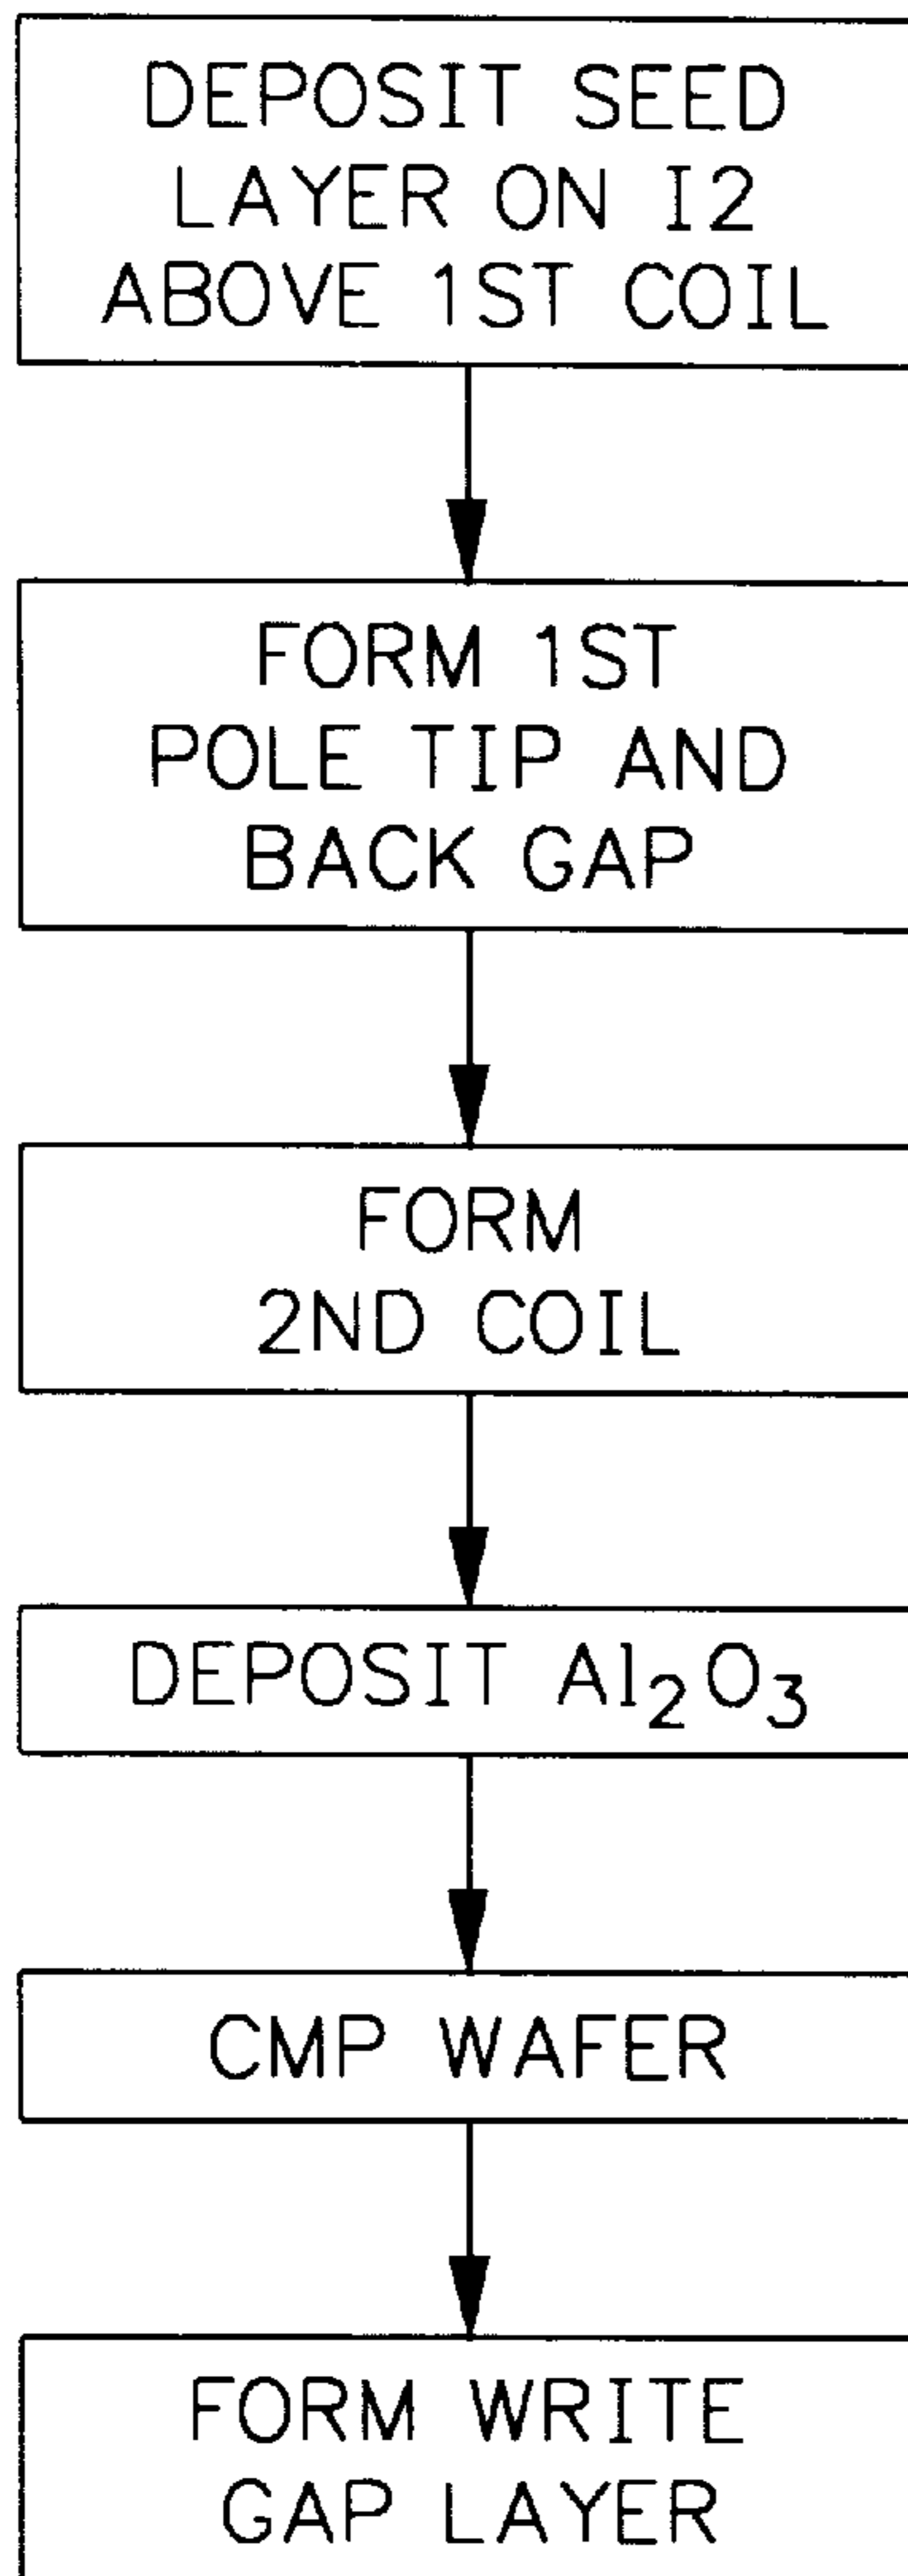 DEPOSIT SEED
LAYER ON I2
ABOVE 1ST COIL
FORM 1ST
POLE TIP AND
BACK GAP
FORM
2ND COIL
DEPOSIT Al₂O₃
CMP WAFER
FORM WRITE
GAP LAYER